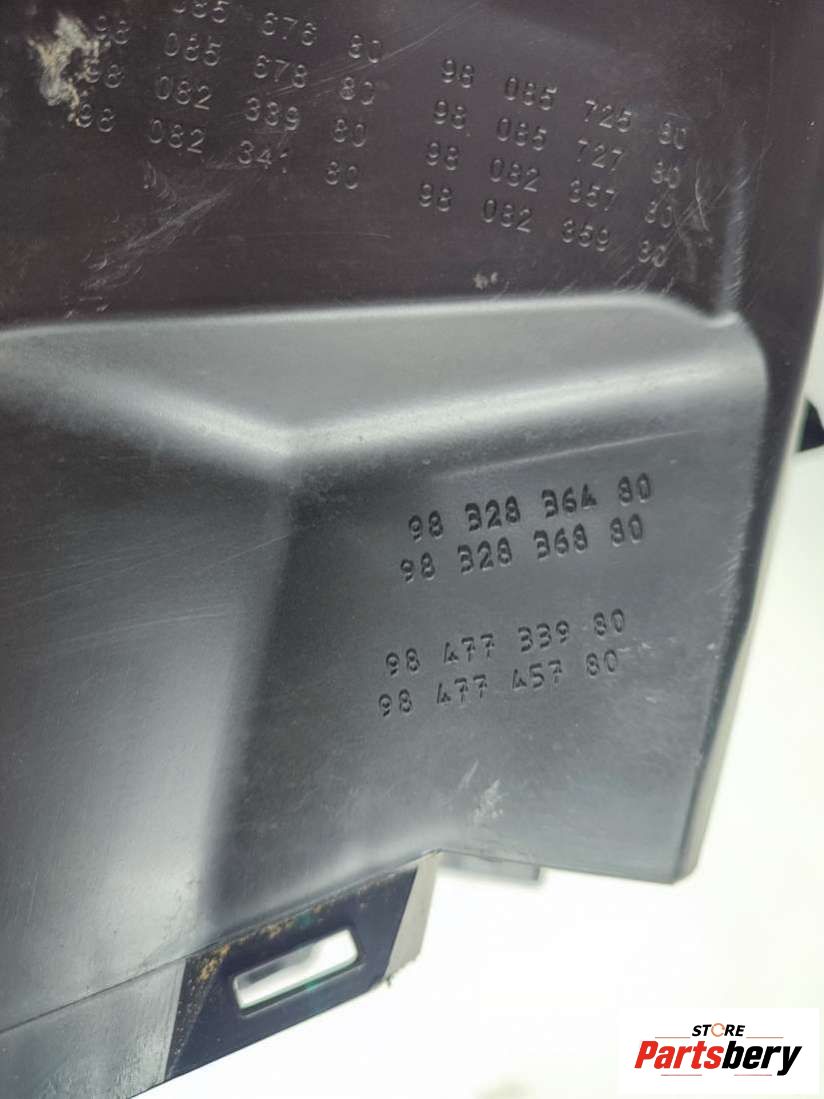 98 085 676 80
98 085 678 80
98 082 339 80
98 082 341 80
98 085 725 80
98 085 727 80
98 082 357 80
98 082 359 80
98 328 364 80
98 328 368 80
98 477 339 80
98 477 457 80
STORE
Partsbery